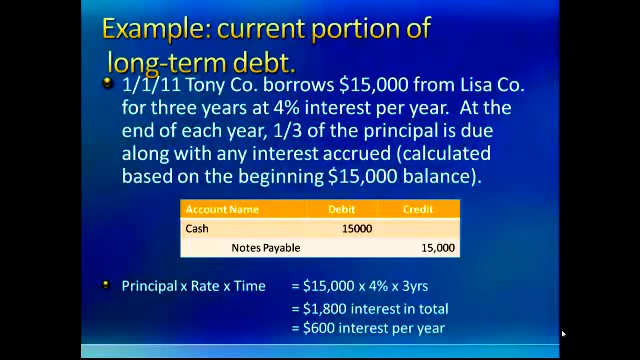 Example: current portion of
long-term debt.
1/1/11 Tony Co. borrows $15,000 from Lisa Co.
for three years at 4% interest per year. At the
end of each year, 1/3 of the principal is due
along with any interest accrued (calculated
based on the beginning $15,000 balance).
Account Name Debit Credit
Cash 15000
Notes Payable 15,000
Principal x Rate x Time = $15,000 x 4% x 3yrs
= $1,800 interest in total
= $600 interest per year